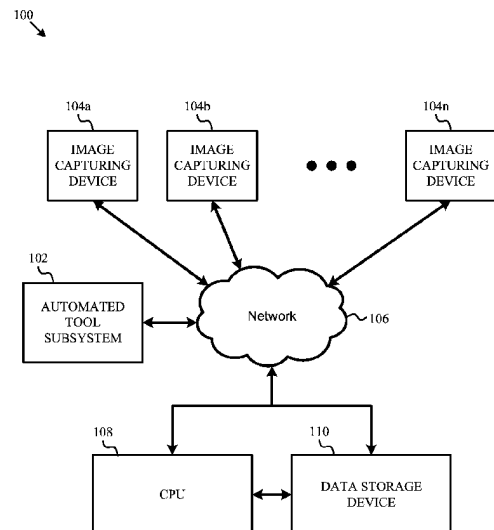 100
104a
104b
104n
IMAGE
CAPTURING
DEVICE
IMAGE
CAPTURING
DEVICE
IMAGE
CAPTURING
DEVICE
102
AUTOMATED
TOOL
SUBSYSTEM
Network
106
108
CPU
110
DATA STORAGE
DEVICE